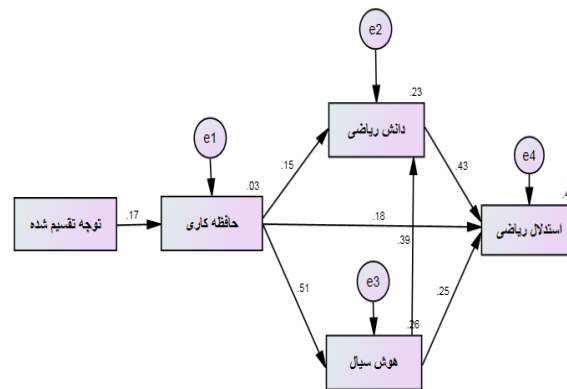 e2
.23
دانش ریاضی
e1
.15
.43
e4
.03
توجه تقسیم شده
.17
حافظه کاری
.18
استدلال ریاضی
.39
.51
e3
.25
.26
هوش سیال